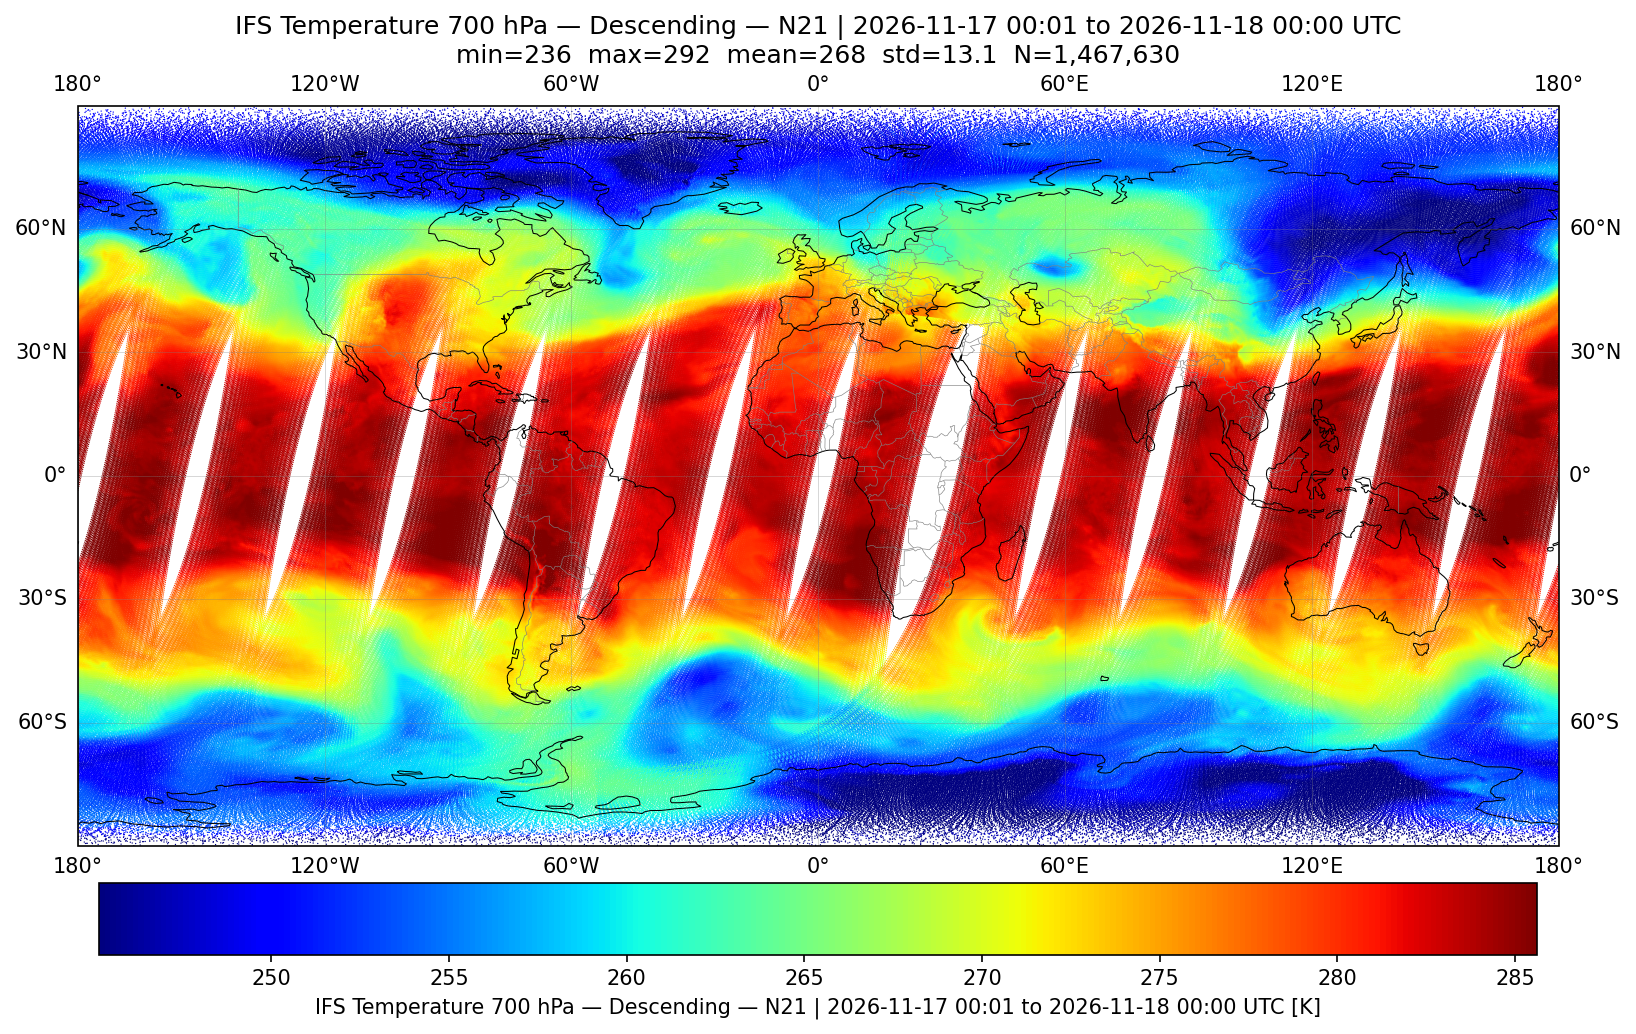 IFS Temperature 700 hPa — Descending — N21 | 2026-11-17 00:01 to 2026-11-18 00:00 UTC
min=236 max=292 mean=268 std=13.1 N=1,467,630
180° 120°W 60°W 0° 60°E 120°E 180°
60°N 60°N
30°N 30°N
0° 0°
30°S 30°S
60°S 60°S
180° 120°W 60°W 0° 60°E 120°E 180°
250 255 260 265 270 275 280 285
IFS Temperature 700 hPa — Descending — N21 | 2026-11-17 00:01 to 2026-11-18 00:00 UTC [K]